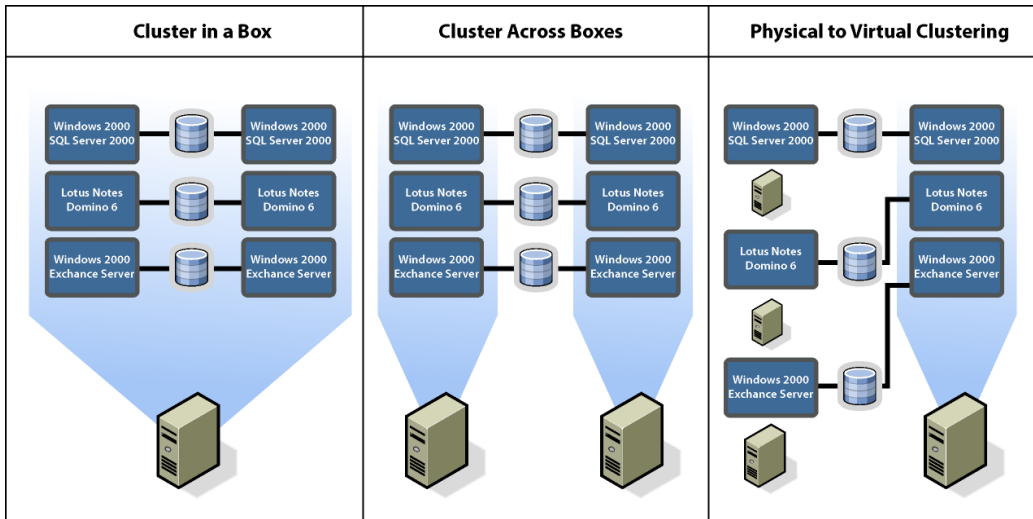 Cluster in a Box
Windows 2000
SQL Server 2000
Windows 2000
SQL Server 2000
Lotus Notes
Domino 6
Lotus Notes
Domino 6
Windows 2000
Exchance Server
Windows 2000
Exchance Server
Cluster Across Boxes
Windows 2000
SQL Server 2000
Windows 2000
SQL Server 2000
Lotus Notes
Domino 6
Lotus Notes
Domino 6
Windows 2000
Exchance Server
Windows 2000
Exchance Server
Physical to Virtual Clustering
Windows 2000
SQL Server 2000
Windows 2000
SQL Server 2000
Lotus Notes
Domino 6
Lotus Notes
Domino 6
Windows 2000
Exchance Server
Windows 2000
Exchance Server